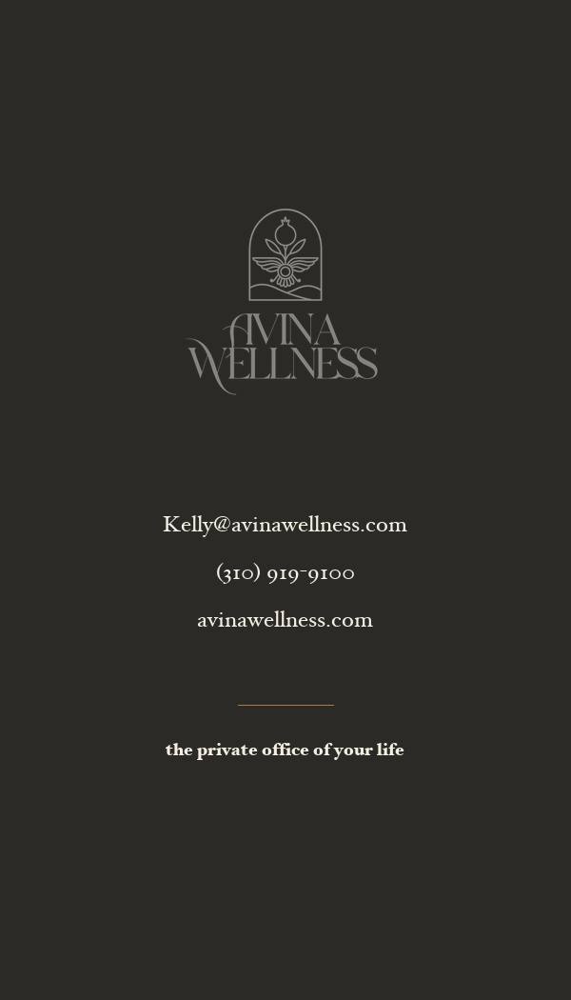 AVINA
WELLNESS
Kelly@avinawellness.com
(310) 919-9100
avinawellness.com
the private office of your life